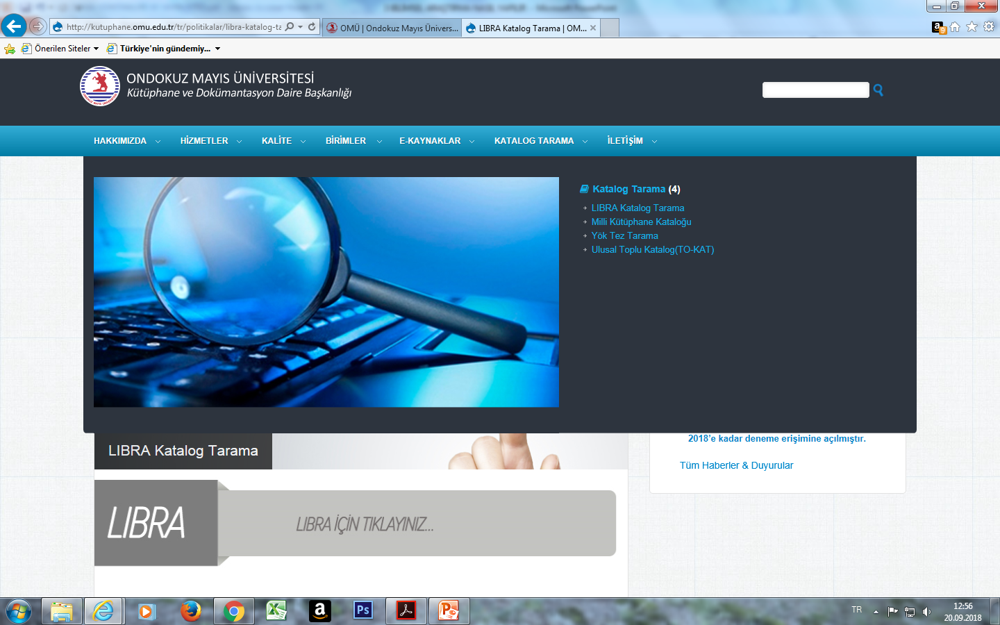 http://kutuphane.omu.edu.tr/tr/politikalar/libra-katalog-ta
OMÜ | Ondokuz Mayıs Ünivers...
LIBRA Katalog Tarama | OM...
Önerilen Siteler
Türkiye'nin gündemiy...
ONDOKUZ MAYIS ÜNİVERSİTESİ
Kütüphane ve Dokümantasyon Daire Başkanlığı
HAKKIMIZDA
HİZMETLER
KALİTE
BİRİMLER
E-KAYNAKLAR
KATALOG TARAMA
İLETİŞİM
Katalog Tarama (4)
LIBRA Katalog Tarama
Milli Kütüphane Kataloğu
Yök Tez Tarama
Ulusal Toplu Katalog(TO-KAT)
2018'e kadar deneme erişimine açılmıştır.
LIBRA Katalog Tarama
Tüm Haberler & Duyurular
LIBRA
LIBRA İÇİN TIKLAYINIZ...
Ps
TR
12:56
20.09.2018